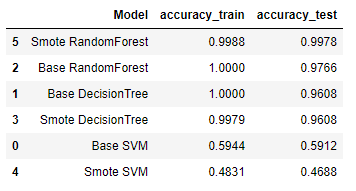 Model accuracy_train accuracy_test
5 Smote RandomForest 0.9988 0.9978
2 Base RandomForest 1.0000 0.9766
1 Base DecisionTree 1.0000 0.9608
3 Smote DecisionTree 0.9979 0.9608
0 Base SVM 0.5944 0.5912
4 Smote SVM 0.4831 0.4688